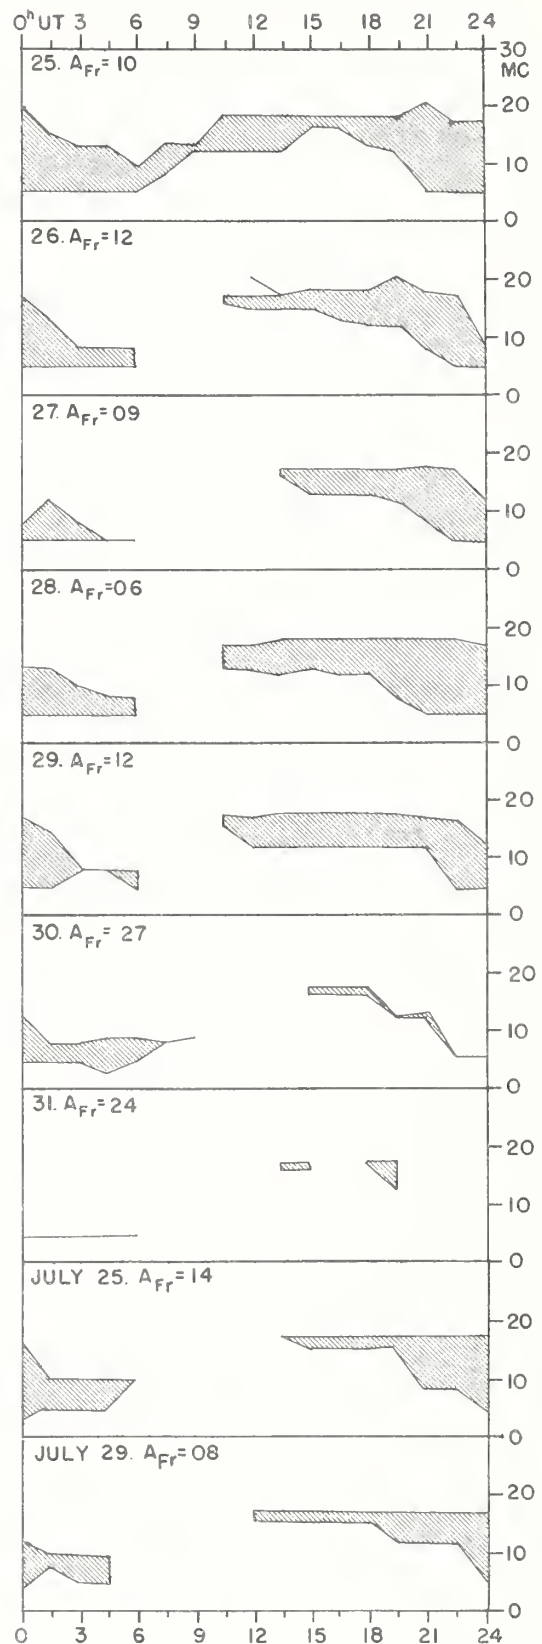 0ʰ UT 3 6 9 12 15 18 21 24
30
MC
25. A_Fr = 10
20
10
0
26. A_Fr = 12
20
10
0
27. A_Fr = 09
20
10
0
28. A_Fr = 06
20
10
0
29. A_Fr = 12
20
10
0
30. A_Fr = 27
20
10
0
31. A_Fr = 24
20
10
0
JULY 25. A_Fr = 14
20
10
0
JULY 29. A_Fr = 08
20
10
0
0 3 6 9 12 15 18 21 24